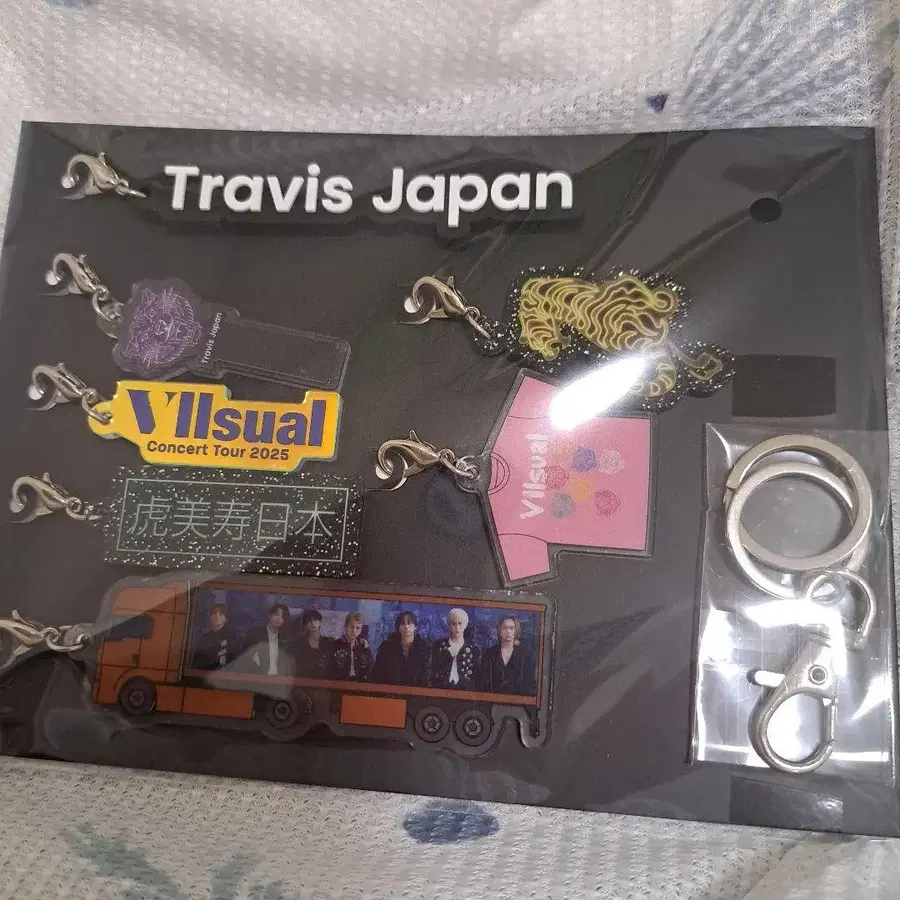 Travis Japan
Travis Japan
VIIsual
Concert Tour 2025
VIIsual
虎美寿日本